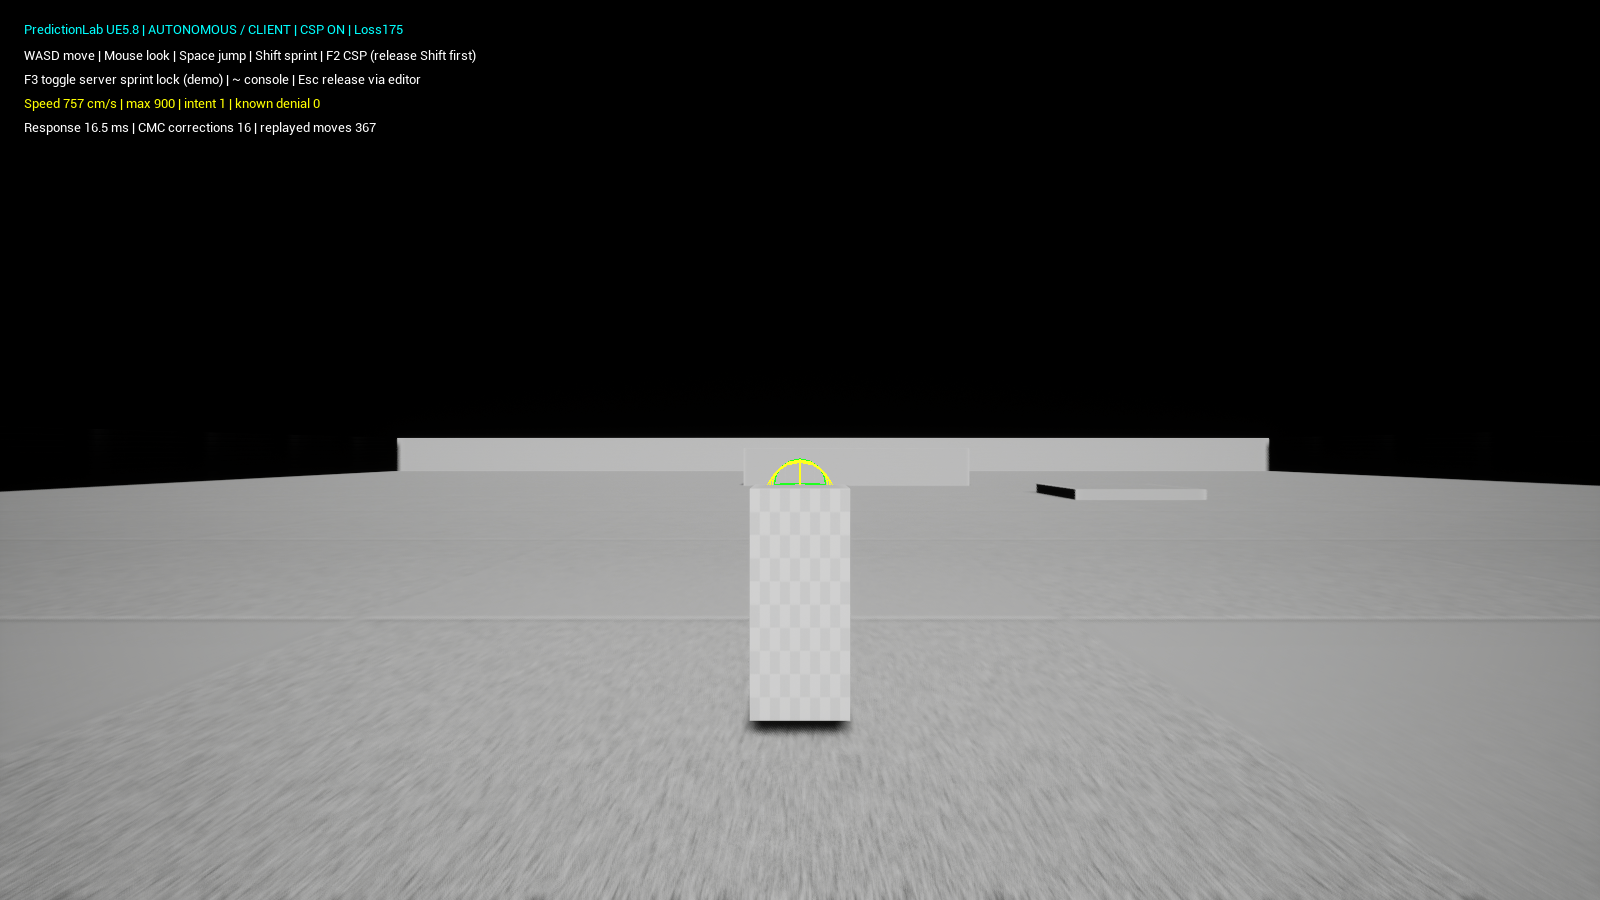 PredictionLab UE5.8 | AUTONOMOUS / CLIENT | CSP ON | Loss175
WASD move | Mouse look | Space jump | Shift sprint | F2 CSP (release Shift first)
F3 toggle server sprint lock (demo) | ~ console | Esc release via editor
Speed 757 cm/s | max 900 | intent 1 | known denial 0
Response 16.5 ms | CMC corrections 16 | replayed moves 367